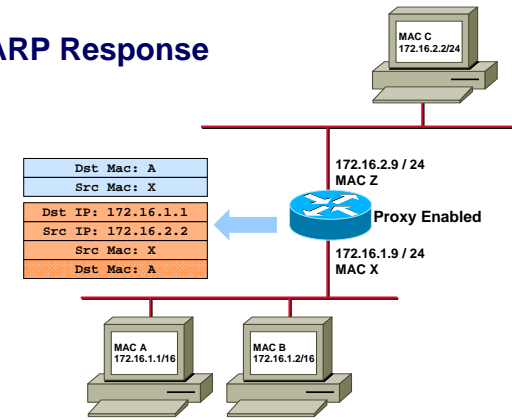 ARP Response
MAC C
172.16.2.2/24
172.16.2.9 / 24
MAC Z
Dst Mac: A
Src Mac: X
Dst IP: 172.16.1.1
Src IP: 172.16.2.2
Src Mac: X
Dst Mac: A
Proxy Enabled
172.16.1.9 / 24
MAC X
MAC A
172.16.1.1/16
MAC B
172.16.1.2/16